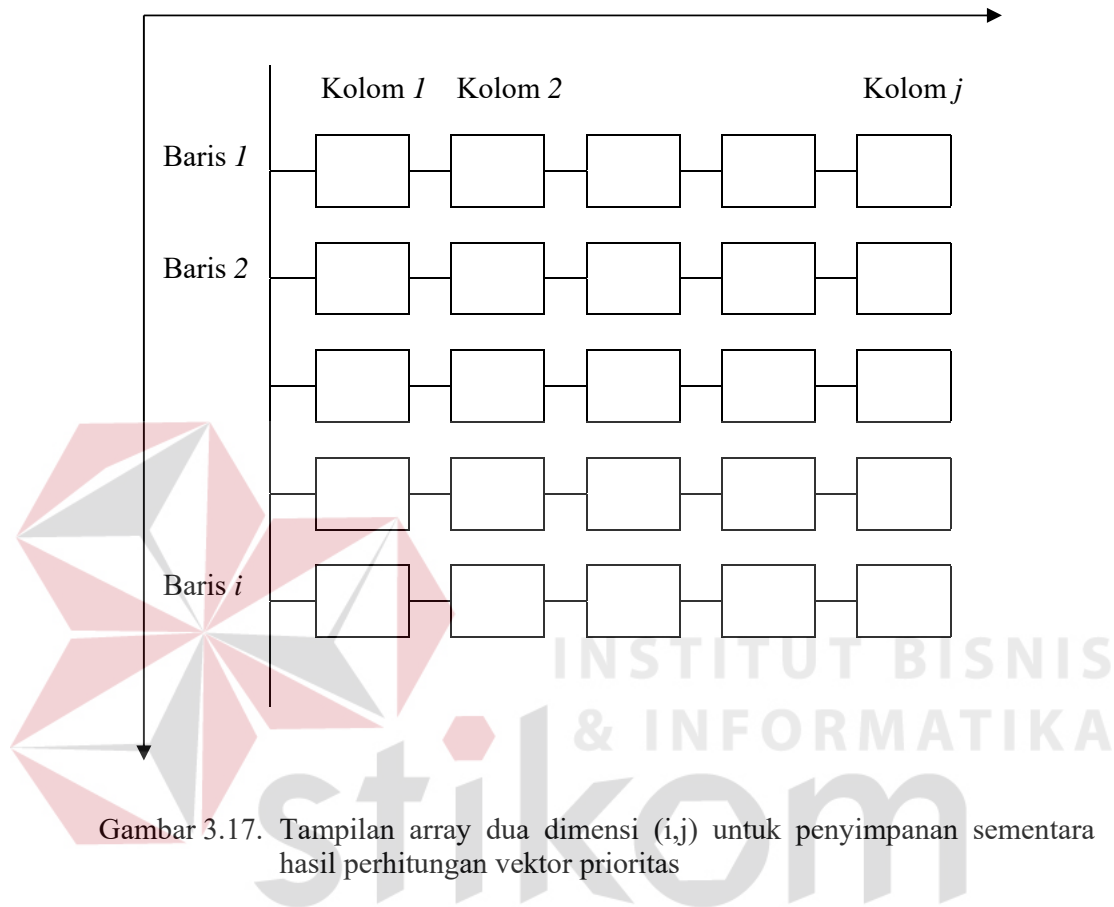 Kolom 1 Kolom 2 Kolom j
Baris 1
Baris 2
Baris i
INSTITUT BISNIS
& INFORMATIKA
stikom
Gambar 3.17. Tampilan array dua dimensi (i,j) untuk penyimpanan sementara
hasil perhitungan vektor prioritas